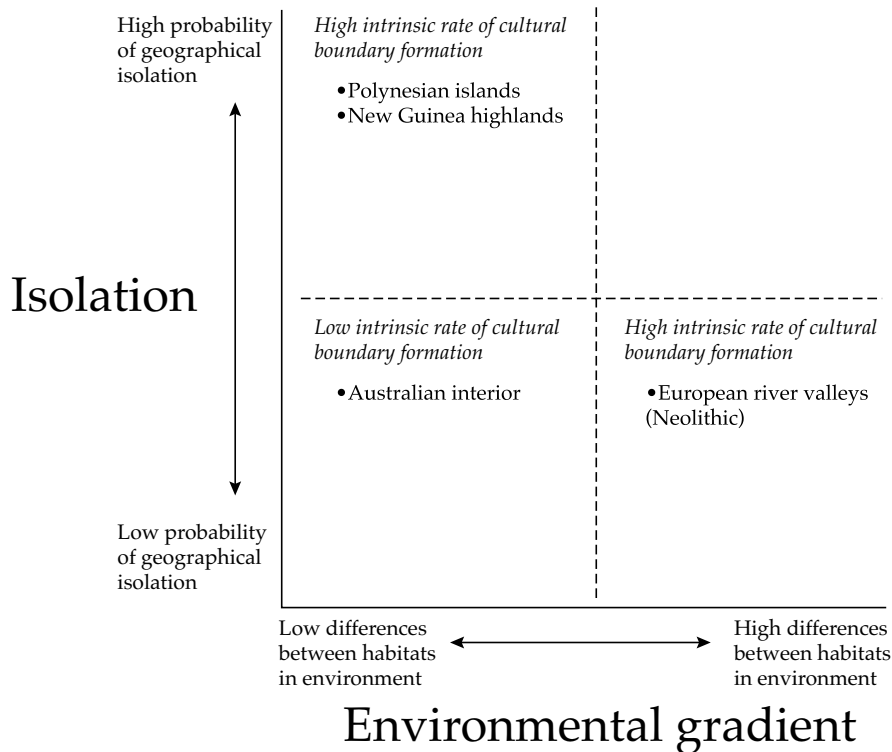 High probability
of geographical
isolation
High intrinsic rate of cultural
boundary formation
•Polynesian islands
•New Guinea highlands
Isolation
Low intrinsic rate of cultural
boundary formation
•Australian interior
High intrinsic rate of cultural
boundary formation
•European river valleys
(Neolithic)
Low probability
of geographical
isolation
Low differences
between habitats
in environment
High differences
between habitats
in environment
Environmental gradient